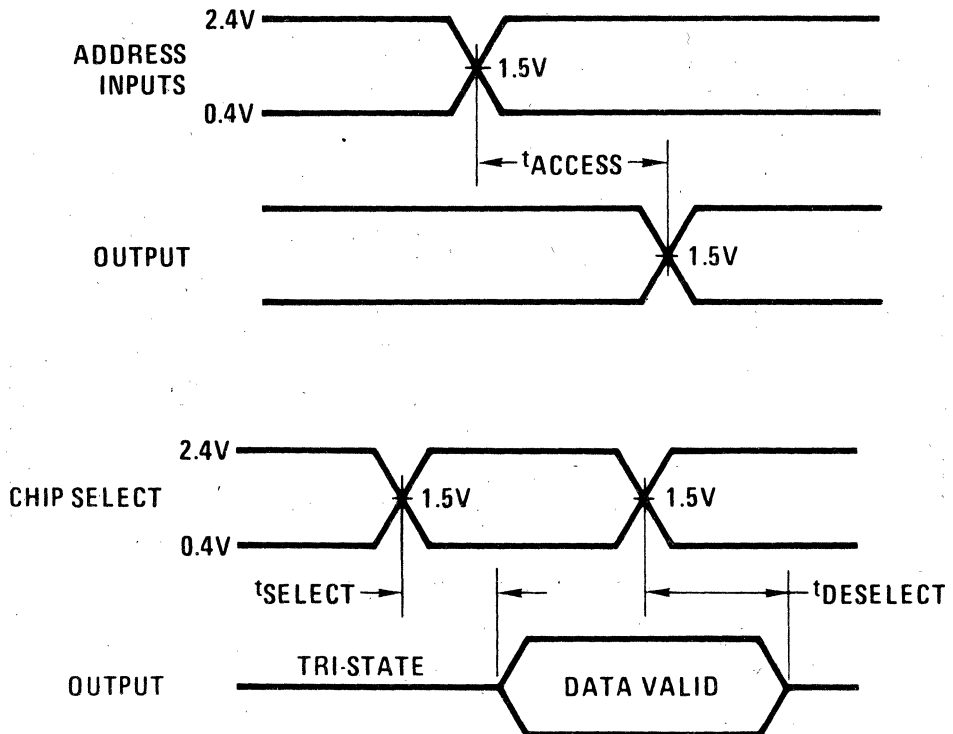 2.4V
ADDRESS
INPUTS
1.5V
0.4V
tACCESS
OUTPUT
1.5V
2.4V
CHIP SELECT
1.5V
1.5V
0.4V
tSELECT
tDESELECT
TRI-STATE
OUTPUT
DATA VALID